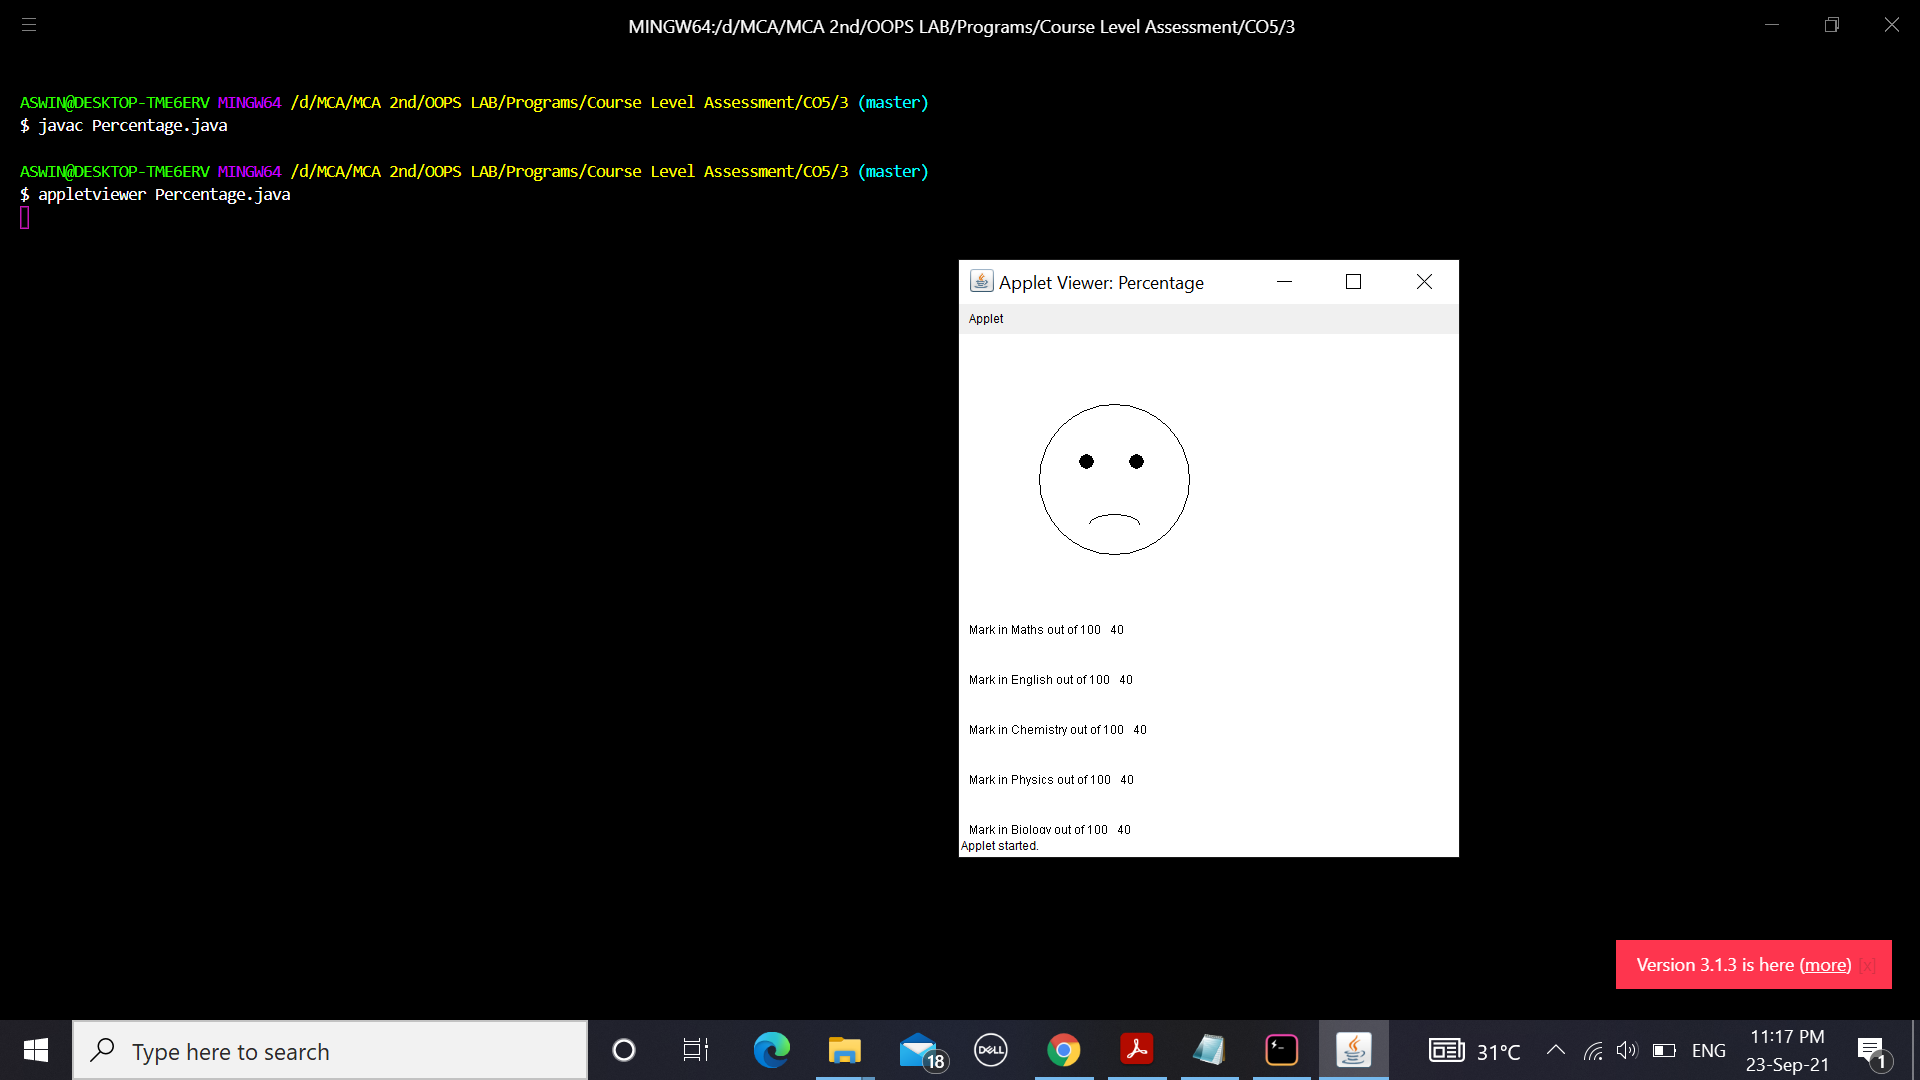 MINGW64:/d/MCA/MCA 2nd/OOPS LAB/Programs/Course Level Assessment/CO5/3
ASWIN@DESKTOP-TME6ERV MINGW64 /d/MCA/MCA 2nd/OOPS LAB/Programs/Course Level Assessment/CO5/3 (master)
$ javac Percentage.java
ASWIN@DESKTOP-TME6ERV MINGW64 /d/MCA/MCA 2nd/OOPS LAB/Programs/Course Level Assessment/CO5/3 (master)
$ appletviewer Percentage.java
Applet Viewer: Percentage
Applet
Mark in Maths out of 100 40
Mark in English out of 100 40
Mark in Chemistry out of 100 40
Mark in Physics out of 100 40
Mark in Biology out of 100 40
Applet started.
Version 3.1.3 is here (more) [x]
Type here to search
18
DELL
31°C
ENG
11:17 PM
23-Sep-21
1